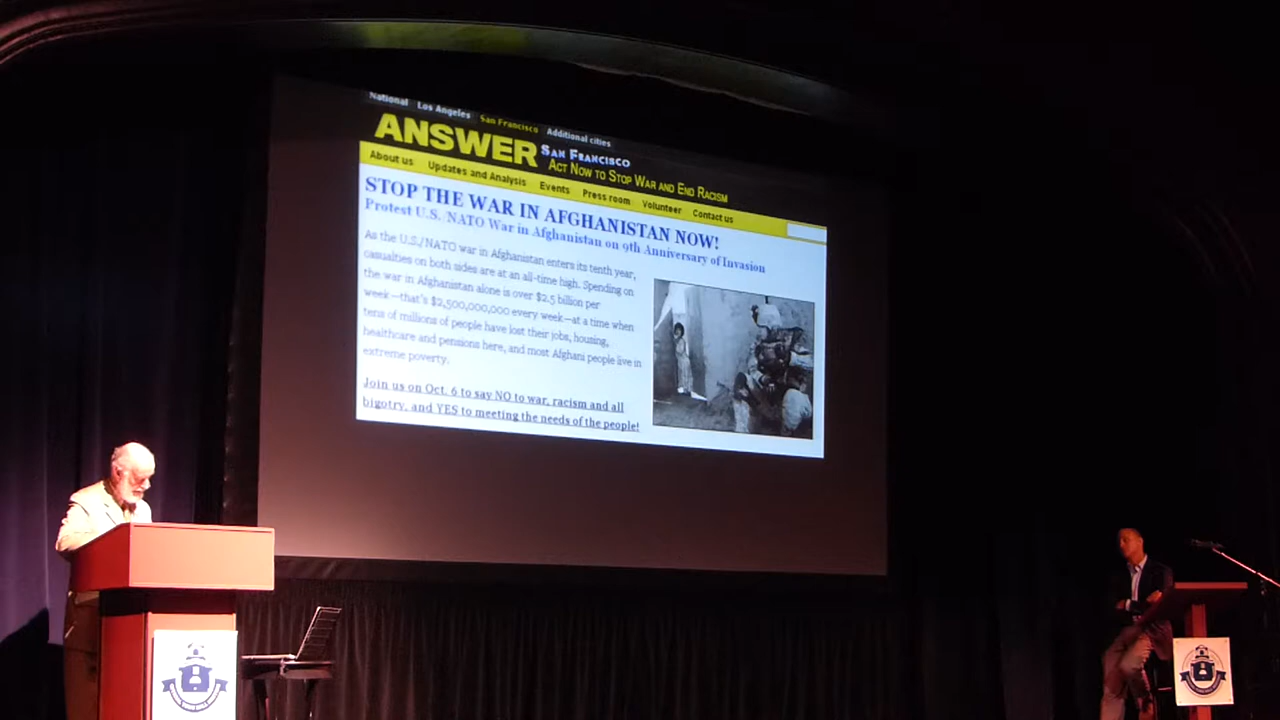 National Los Angeles San Francisco Additional cities
ANSWER SAN FRANCISCO
ACT NOW TO STOP WAR AND END RACISM
About us Updates and Analysis Events Press room Volunteer Contact us
STOP THE WAR IN AFGHANISTAN NOW!
Protest U.S. NATO War in Afghanistan on 9th Anniversary of Invasion
As the U.S./NATO war in Afghanistan enters its tenth year,
casualties on both sides are at an all-time high. Spending on
the war in Afghanistan alone is over $2.5 billion per
week—that's $2,500,000,000 every week—at a time when
tens of millions of people have lost their jobs, housing,
healthcare and pensions here, and most Afghani people live in
extreme poverty.
Join us on Oct. 6 to say NO to war, racism and all
bigotry, and YES to meeting the needs of the people!